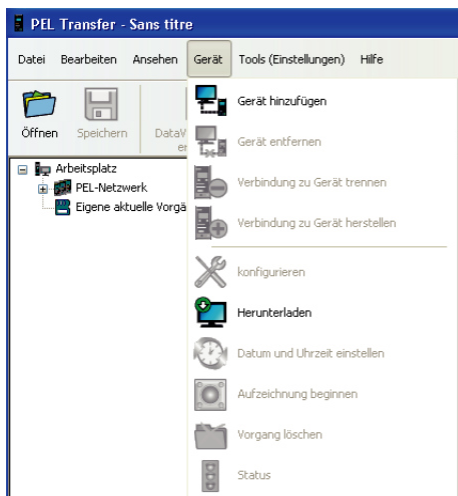 PEL Transfer - Sans titre
Datei Bearbeiten Ansehen Gerät Tools (Einstellungen) Hilfe
Öffnen Speichern
Arbeitsplatz
PEL-Netzwerk
Eigene aktuelle
Gerät hinzufügen
Gerät entfernen
Verbindung zu Gerät trennen
Verbindung zu Gerät herstellen
konfigurieren
Herunterladen
Datum und Uhrzeit einstellen
Aufzeichnung beginnen
Vorgang löschen
Status